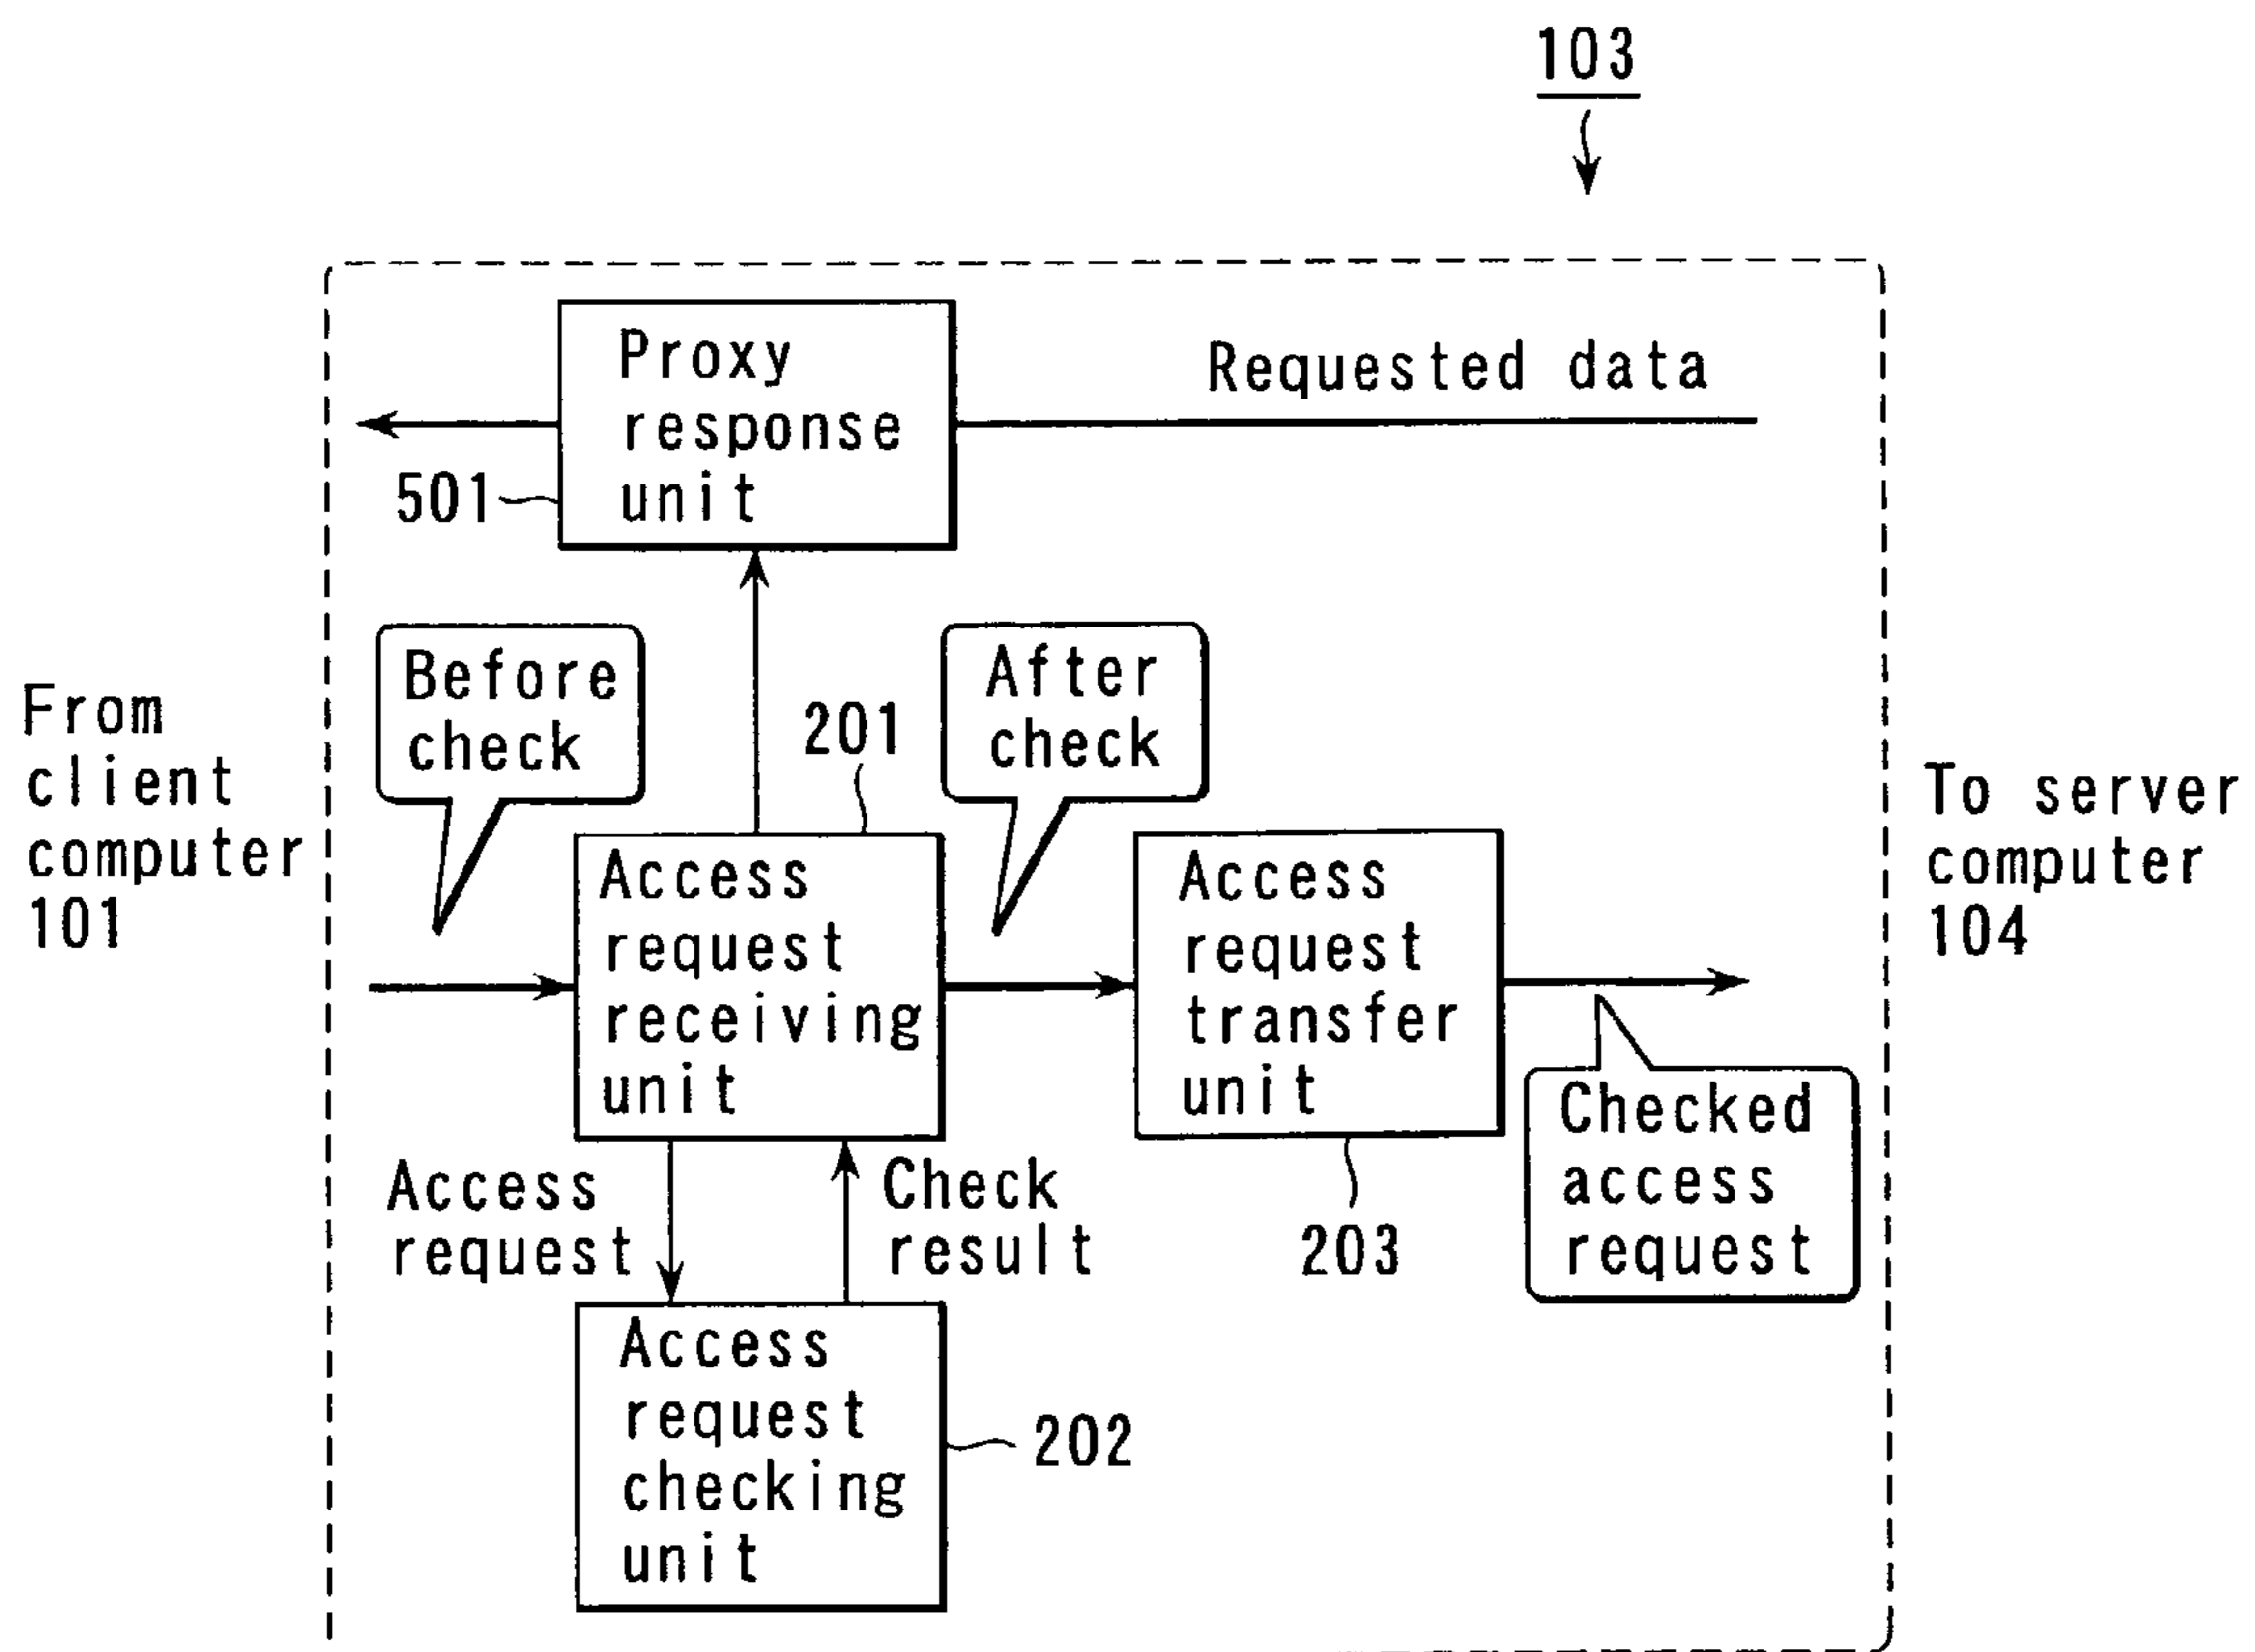 103
Proxy
response
unit
Requested data
501
Before
check
After
check
201
From
client
computer
101
To server
computer
104
Access
request
receiving
unit
Access
request
transfer
unit
Checked
access
request
Access
request
Check
result
203
Access
request
checking
unit
202